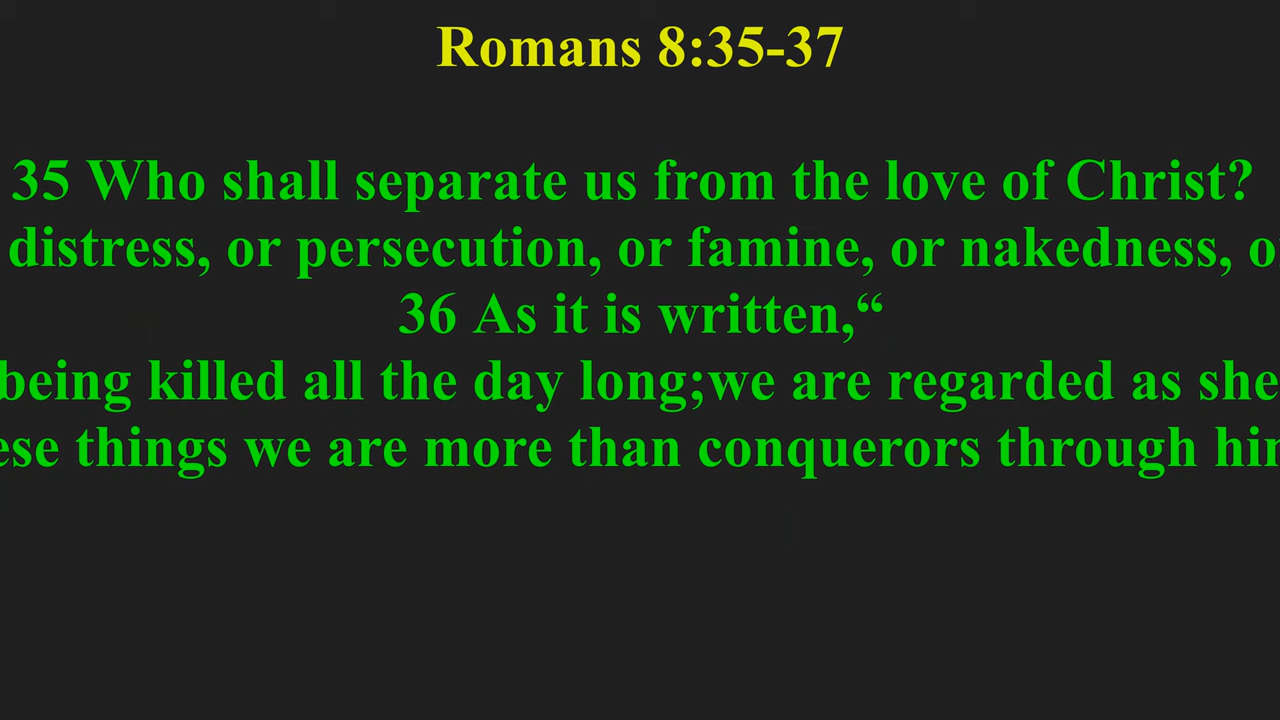 Romans 8:35-37
35 Who shall separate us from the love of Christ?
distress, or persecution, or famine, or nakedness, o
36 As it is written,“
being killed all the day long;we are regarded as she
ese things we are more than conquerors through hi